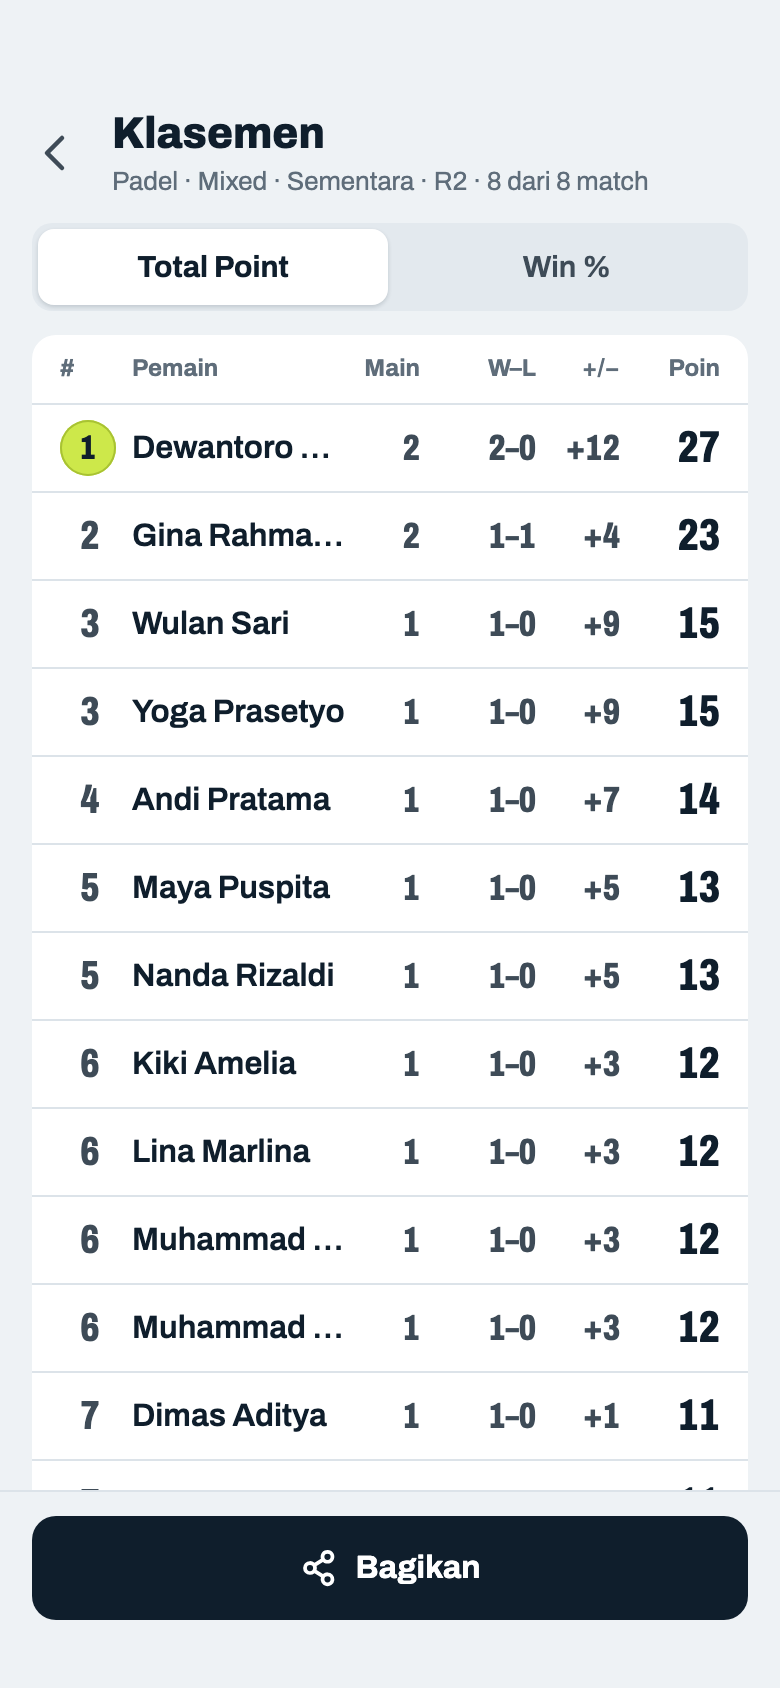 Klasemen
Padel · Mixed · Sementara · R2 · 8 dari 8 match
Total Point Win %
# Pemain Main W–L +/– Poin
1 Dewantoro ... 2 2–0 +12 27
2 Gina Rahma... 2 1–1 +4 23
3 Wulan Sari 1 1–0 +9 15
3 Yoga Prasetyo 1 1–0 +9 15
4 Andi Pratama 1 1–0 +7 14
5 Maya Puspita 1 1–0 +5 13
5 Nanda Rizaldi 1 1–0 +5 13
6 Kiki Amelia 1 1–0 +3 12
6 Lina Marlina 1 1–0 +3 12
6 Muhammad ... 1 1–0 +3 12
6 Muhammad ... 1 1–0 +3 12
7 Dimas Aditya 1 1–0 +1 11
Bagikan